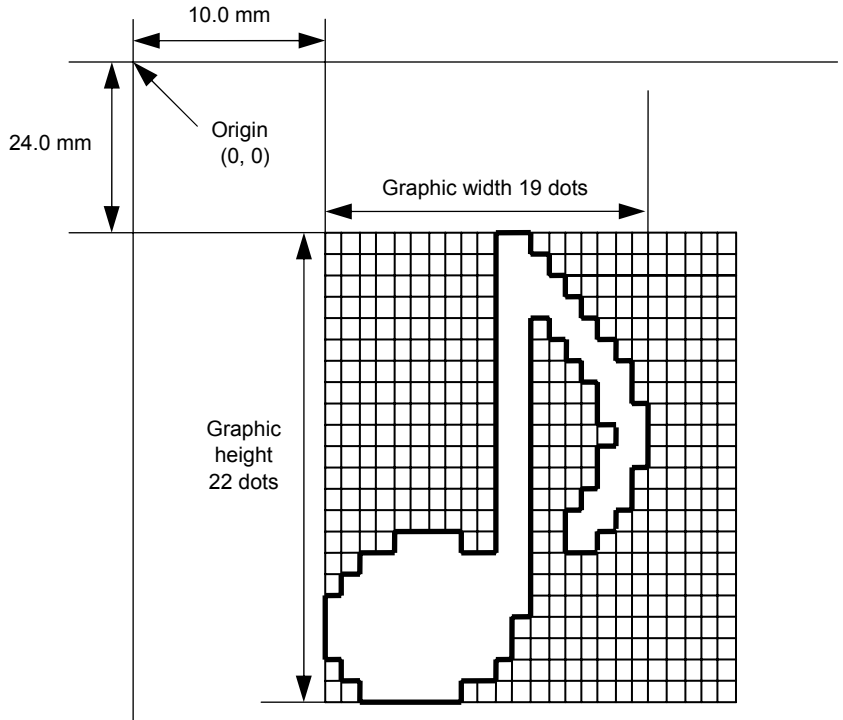 10.0 mm
24.0 mm
Origin
(0, 0)
Graphic width 19 dots
Graphic
height
22 dots